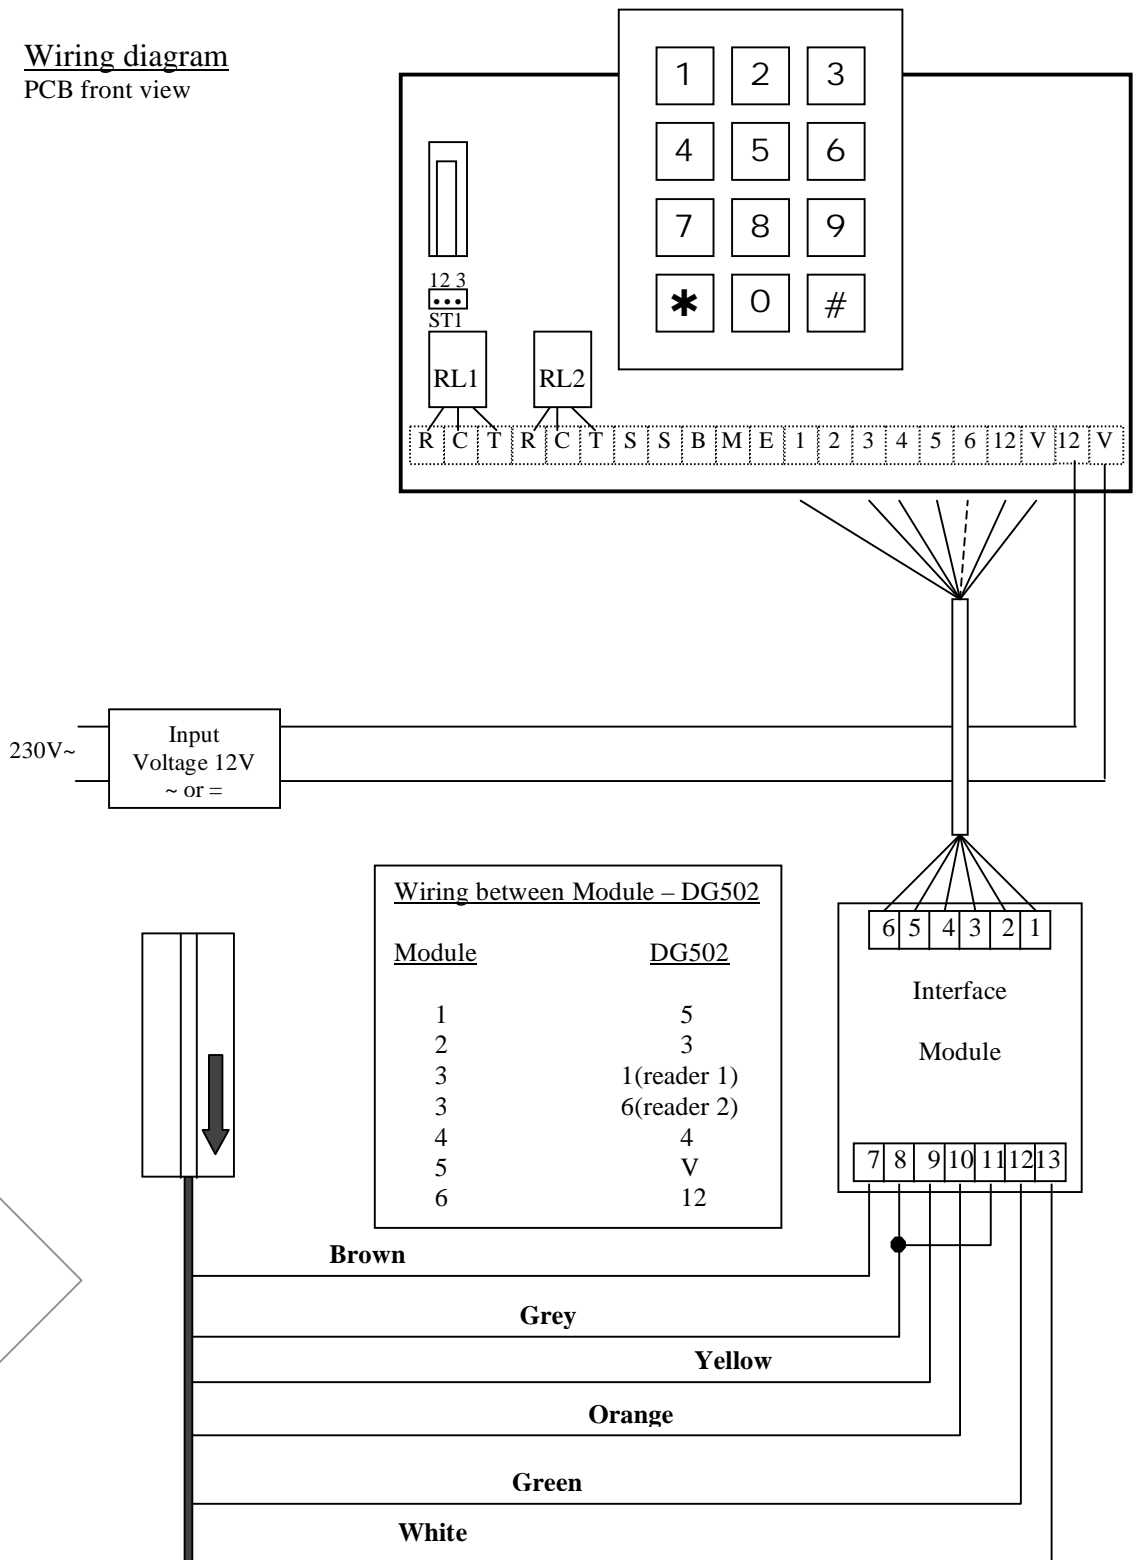 Wiring diagram
PCB front view
1 2 3
4 5 6
7 8 9
✱ 0 #
12 3
ST1
RL1 RL2
R C T R C T S S B M E 1 2 3 4 5 6 12 V 12 V
230V~
Input
Voltage 12V
~ or =
Wiring between Module – DG502
Module DG502
1 5
2 3
3 1(reader 1)
3 6(reader 2)
4 4
5 V
6 12
6 5 4 3 2 1
Interface
Module
7 8 9 10 11 12 13
Brown
Grey
Yellow
Orange
Green
White